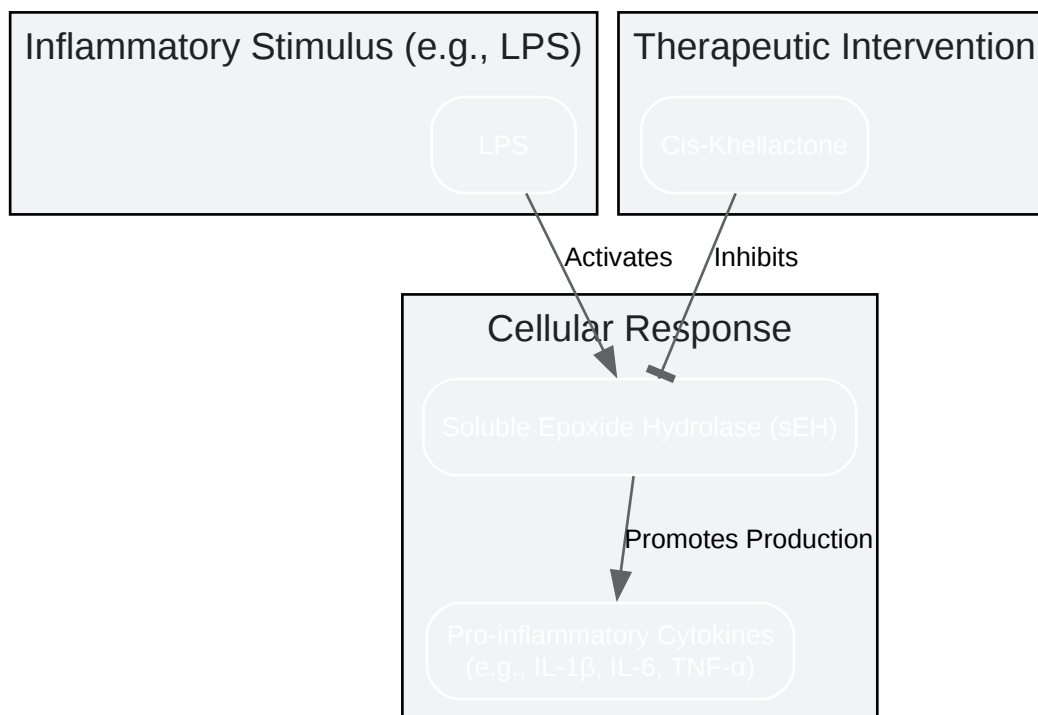 Inflammatory Stimulus (e.g., LPS)
Therapeutic Intervention
LPS
Cis-Khellactone
Activates
Inhibits
Cellular Response
Soluble Epoxide Hydrolase (sEH)
Promotes Production
Pro-inflammatory Cytokines
(e.g., IL-1β, IL-6, TNF-α)